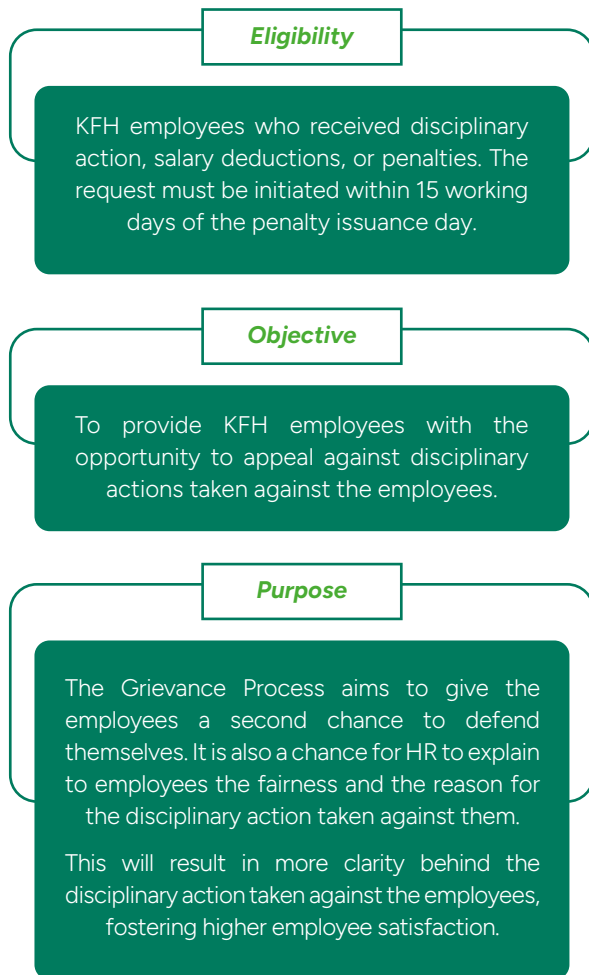 Eligibility
KFH employees who received disciplinary
action, salary deductions, or penalties. The
request must be initiated within 15 working
days of the penalty issuance day.
Objective
To provide KFH employees with the
opportunity to appeal against disciplinary
actions taken against the employees.
Purpose
The Grievance Process aims to give the
employees a second chance to defend
themselves. It is also a chance for HR to explain
to employees the fairness and the reason for
the disciplinary action taken against them.
This will result in more clarity behind the
disciplinary action taken against the employees,
fostering higher employee satisfaction.